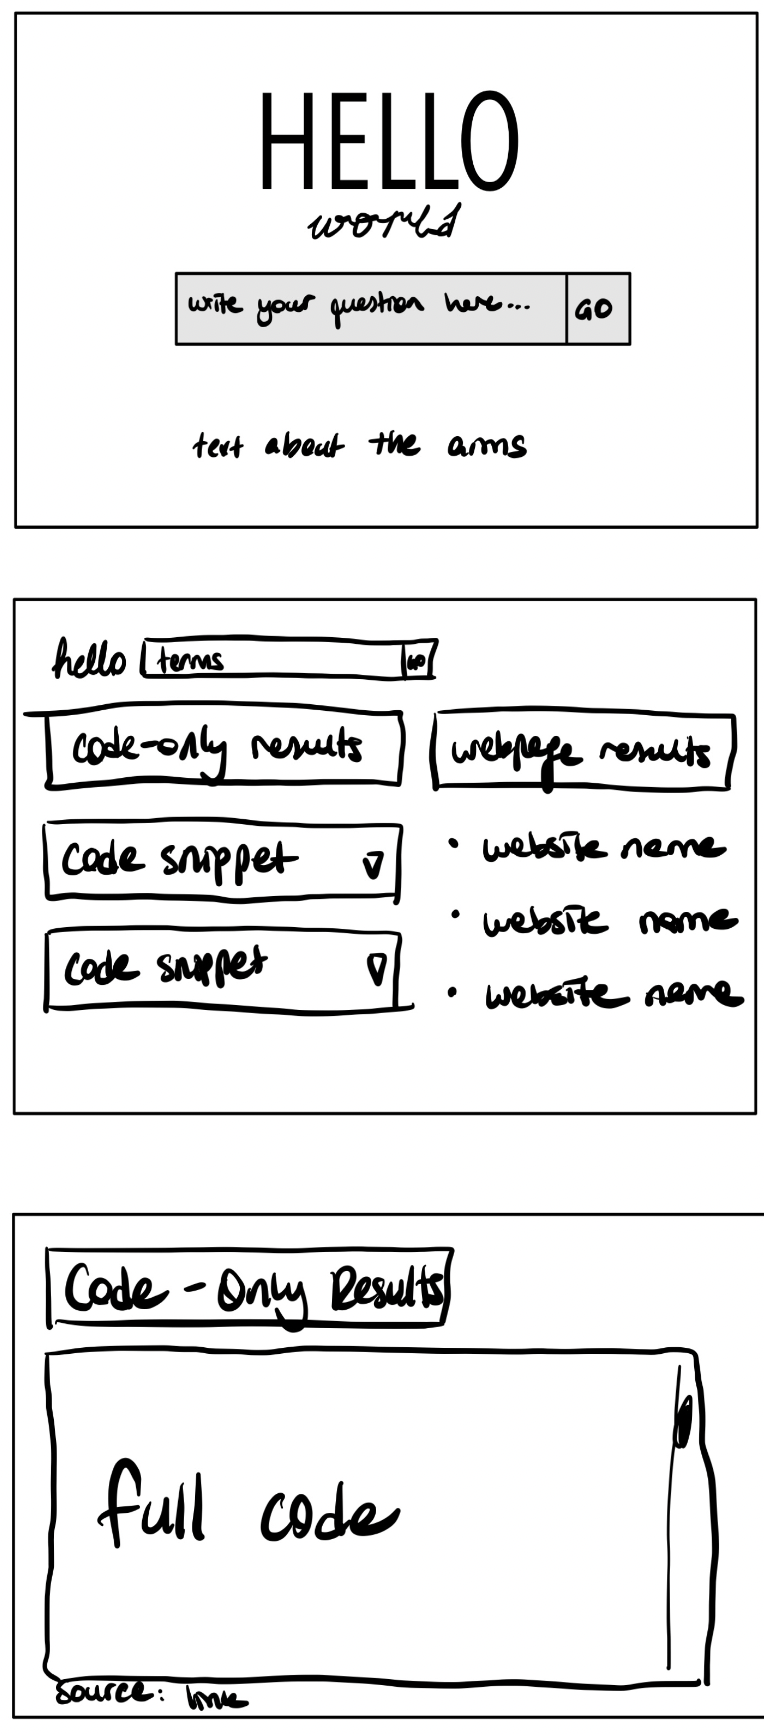 HELLO
world
write your question here... GO
text about the aims
hello terms GO
code-only results
webpage results
code snippet
code snippet
• website name
• website name
• website name
Code - Only Results
full code
source: link